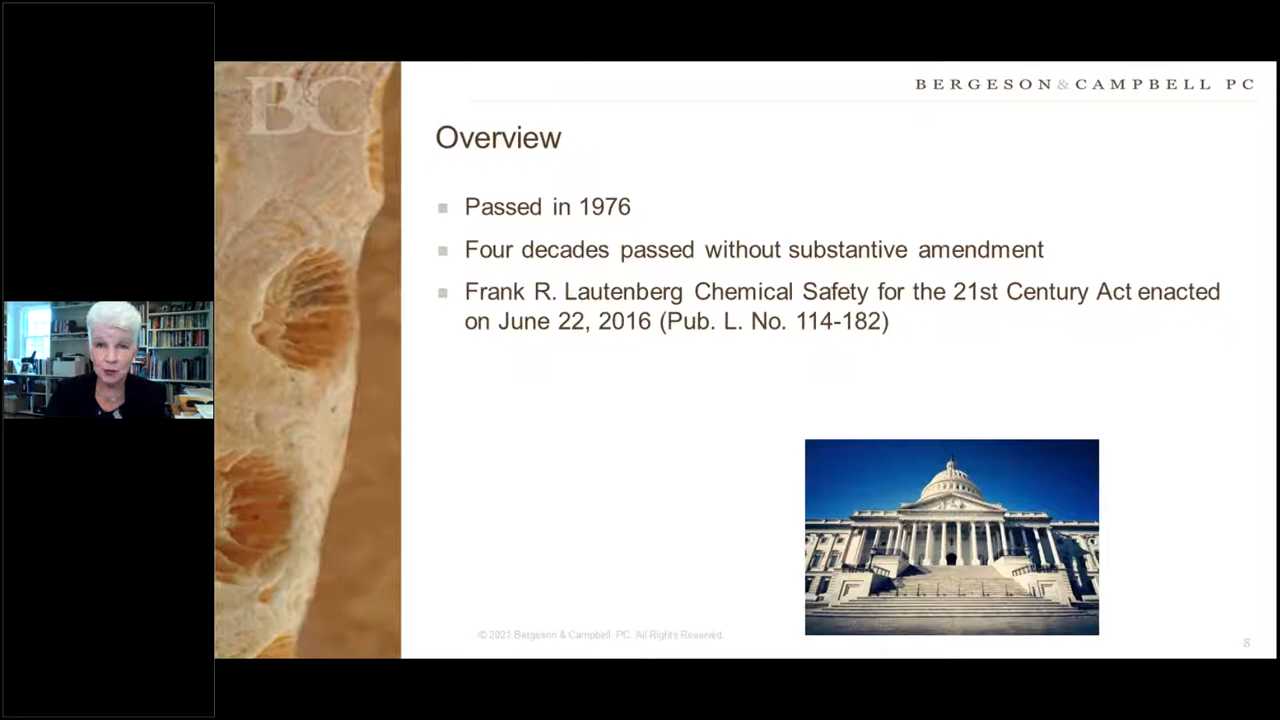 BC
BERGESON&CAMPBELL PC
Overview
Passed in 1976
Four decades passed without substantive amendment
Frank R. Lautenberg Chemical Safety for the 21st Century Act enacted
on June 22, 2016 (Pub. L. No. 114-182)
© 2021 Bergeson & Campbell PC. All Rights Reserved.
8